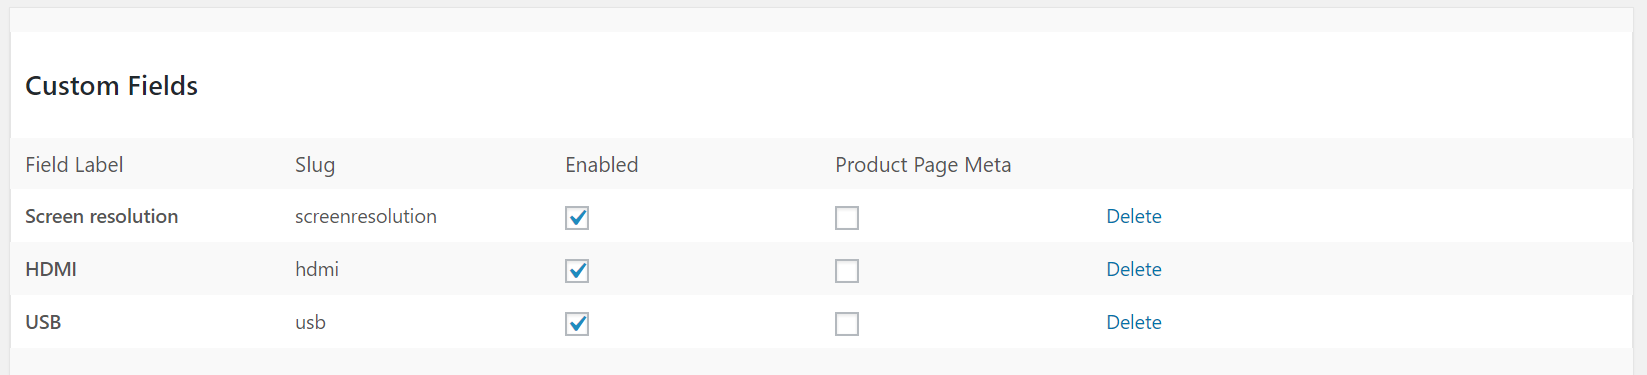 Custom Fields
Field Label Slug Enabled Product Page Meta
Screen resolution screenresolution Delete
HDMI hdmi Delete
USB usb Delete